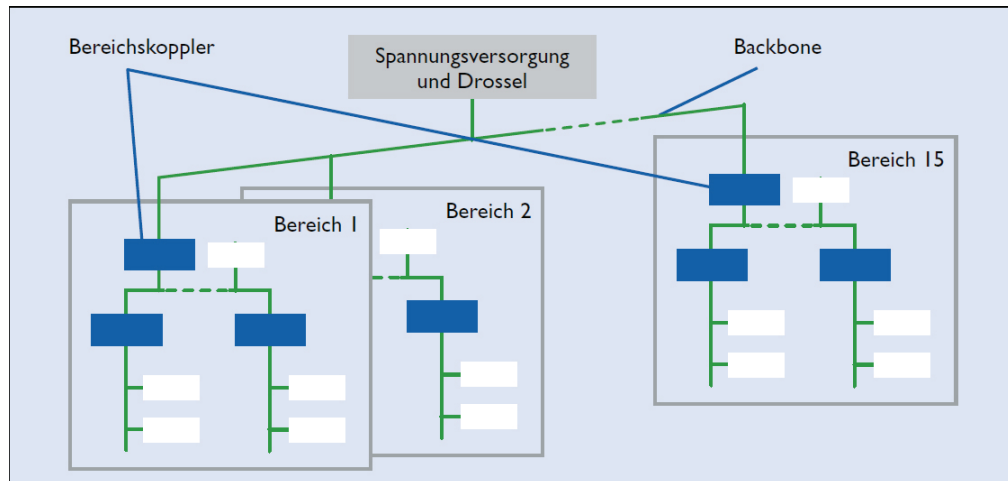 Bereichskoppler
Spannungsversorgung
und Drossel
Backbone
Bereich 1
Bereich 2
Bereich 15